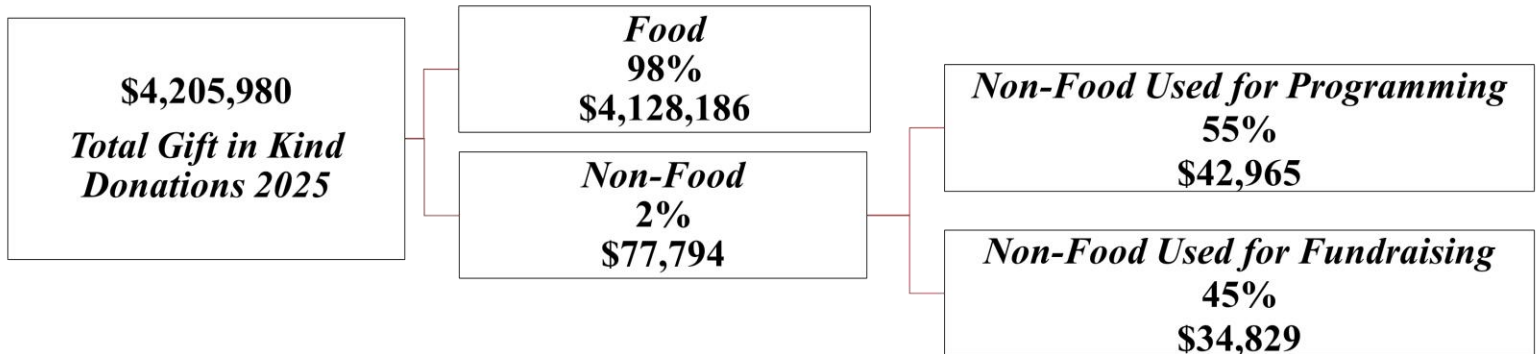 $4,205,980
Total Gift in Kind
Donations 2025
Food
98%
$4,128,186
Non-Food
2%
$77,794
Non-Food Used for Programming
55%
$42,965
Non-Food Used for Fundraising
45%
$34,829